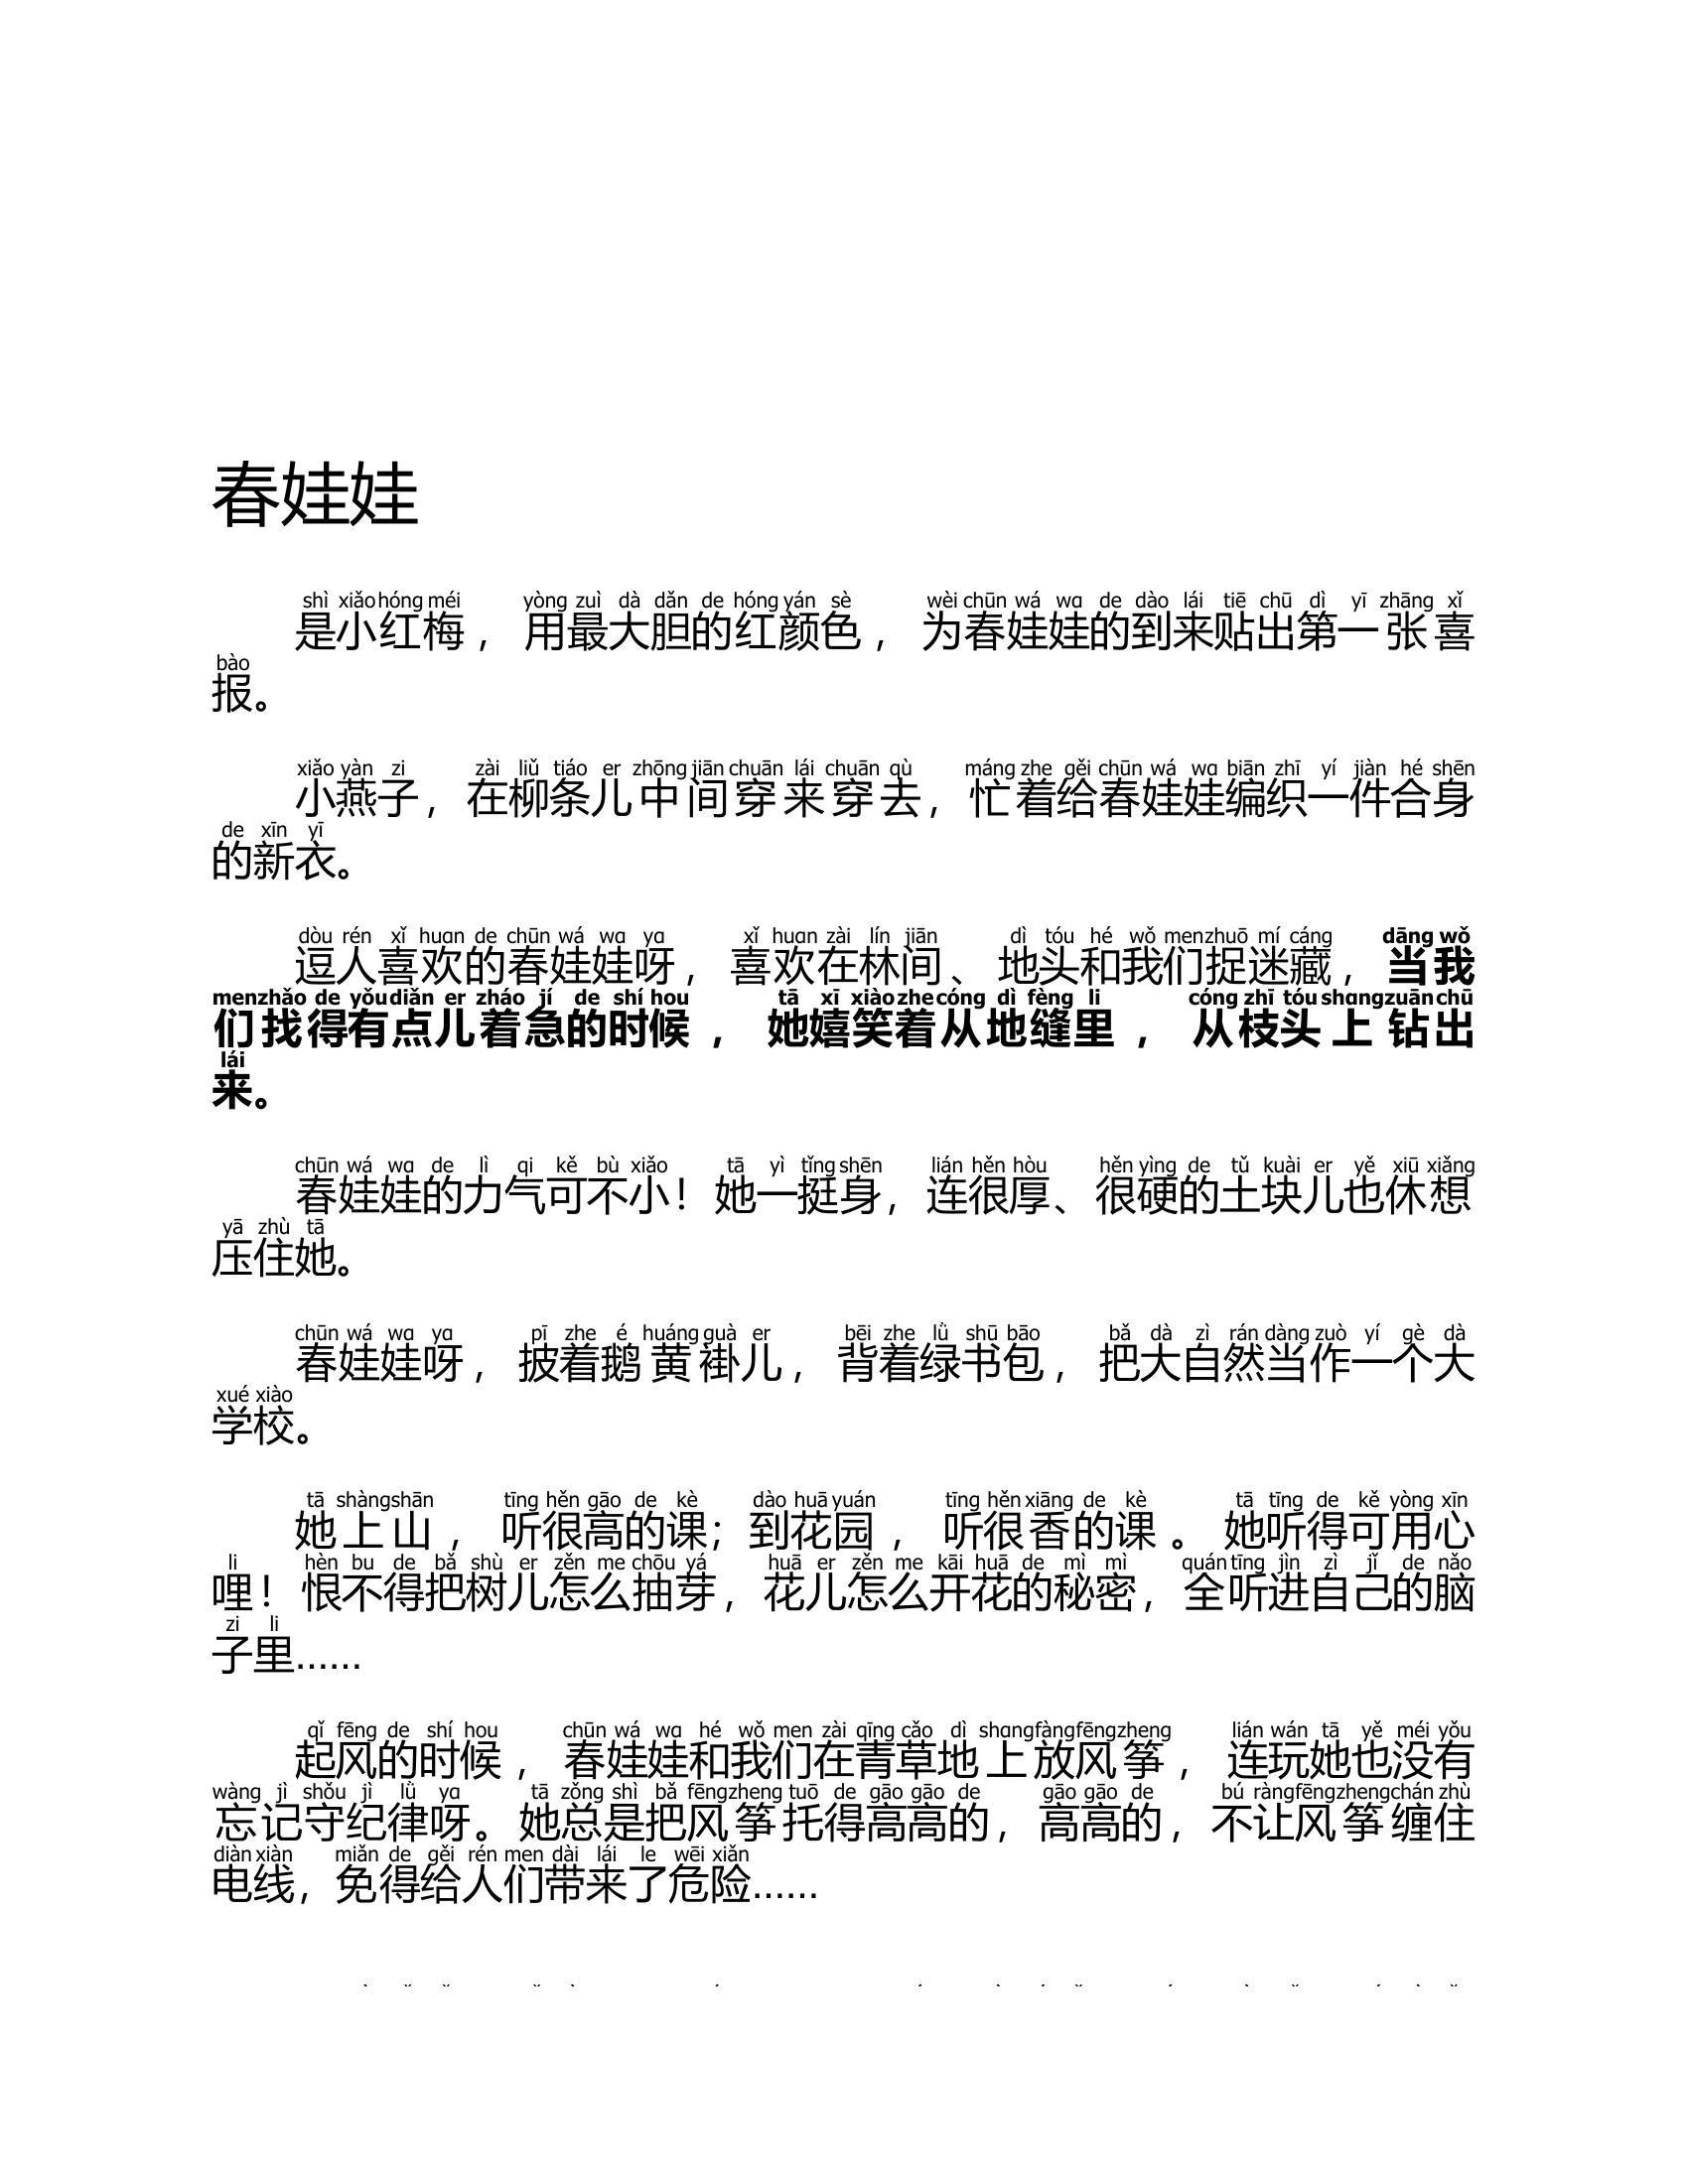 春娃娃
shì xiǎo hóng méi yòng zuì dà dǎn de hóng yán sè wèi chūn wá wɑ de dào lái tiē chū dì yī zhāng xǐ
是小红梅，用最大胆的红颜色，为春娃娃的到来贴出第一张喜
bào
报。
xiǎo yàn zi zài liǔ tiáo er zhōng jiān chuān lái chuān qù máng zhe gěi chūn wá wɑ biān zhī yí jiàn hé shēn
小燕子，在柳条儿中间穿来穿去，忙着给春娃娃编织一件合身
de xīn yī
的新衣。
dòu rén xǐ huɑn de chūn wá wɑ yɑ xǐ huɑn zài lín jiān dì tóu hé wǒ men zhuō mí cáng dāng wǒ
逗人喜欢的春娃娃呀，喜欢在林间、地头和我们捉迷藏，当我
men zhǎo de yǒu diǎn er zháo jí de shí hou tā xī xiào zhe cóng dì fèng li cóng zhī tóu shɑng zuān chū
们找得有点儿着急的时候，她嬉笑着从地缝里，从枝头上钻出
lái
来。
chūn wá wɑ de lì qi kě bù xiǎo tā yì tǐng shēn lián hěn hòu hěn yìng de tǔ kuài er yě xiū xiǎng
春娃娃的力气可不小！她一挺身，连很厚、很硬的土块儿也休想
yā zhù tā
压住她。
chūn wá wɑ yɑ pī zhe é huáng guà er bēi zhe lǜ shū bāo bǎ dà zì rán dàng zuò yí gè dà
春娃娃呀，披着鹅黄褂儿，背着绿书包，把大自然当作一个大
xué xiào
学校。
tā shàng shān tīng hěn gāo de kè dào huā yuán tīng hěn xiāng de kè tā tīng de kě yòng xīn
她上山，听很高的课；到花园，听很香的课。她听得可用心
li hèn bu de bǎ shù er zěn me chōu yá huā er zěn me kāi huā de mì mì quán tīng jìn zì jǐ de nǎo
哩！恨不得把树儿怎么抽芽，花儿怎么开花的秘密，全听进自己的脑
zi li
子里……
qǐ fēng de shí hou chūn wá wɑ hé wǒ men zài qīng cǎo dì shɑng fàng fēng zheng lián wán tā yě méi yǒu
起风的时候，春娃娃和我们在青草地上放风筝，连玩她也没有
wàng jì shǒu jì lǜ yɑ tā zǒng shì bǎ fēng zheng tuō de gāo gāo de gāo gāo de bú ràng fēng zheng chán zhù
忘记守纪律呀。她总是把风筝托得高高的，高高的，不让风筝缠住
diàn xiàn miǎn de gěi rén men dài lái le wēi xiǎn
电线，免得给人们带来了危险……